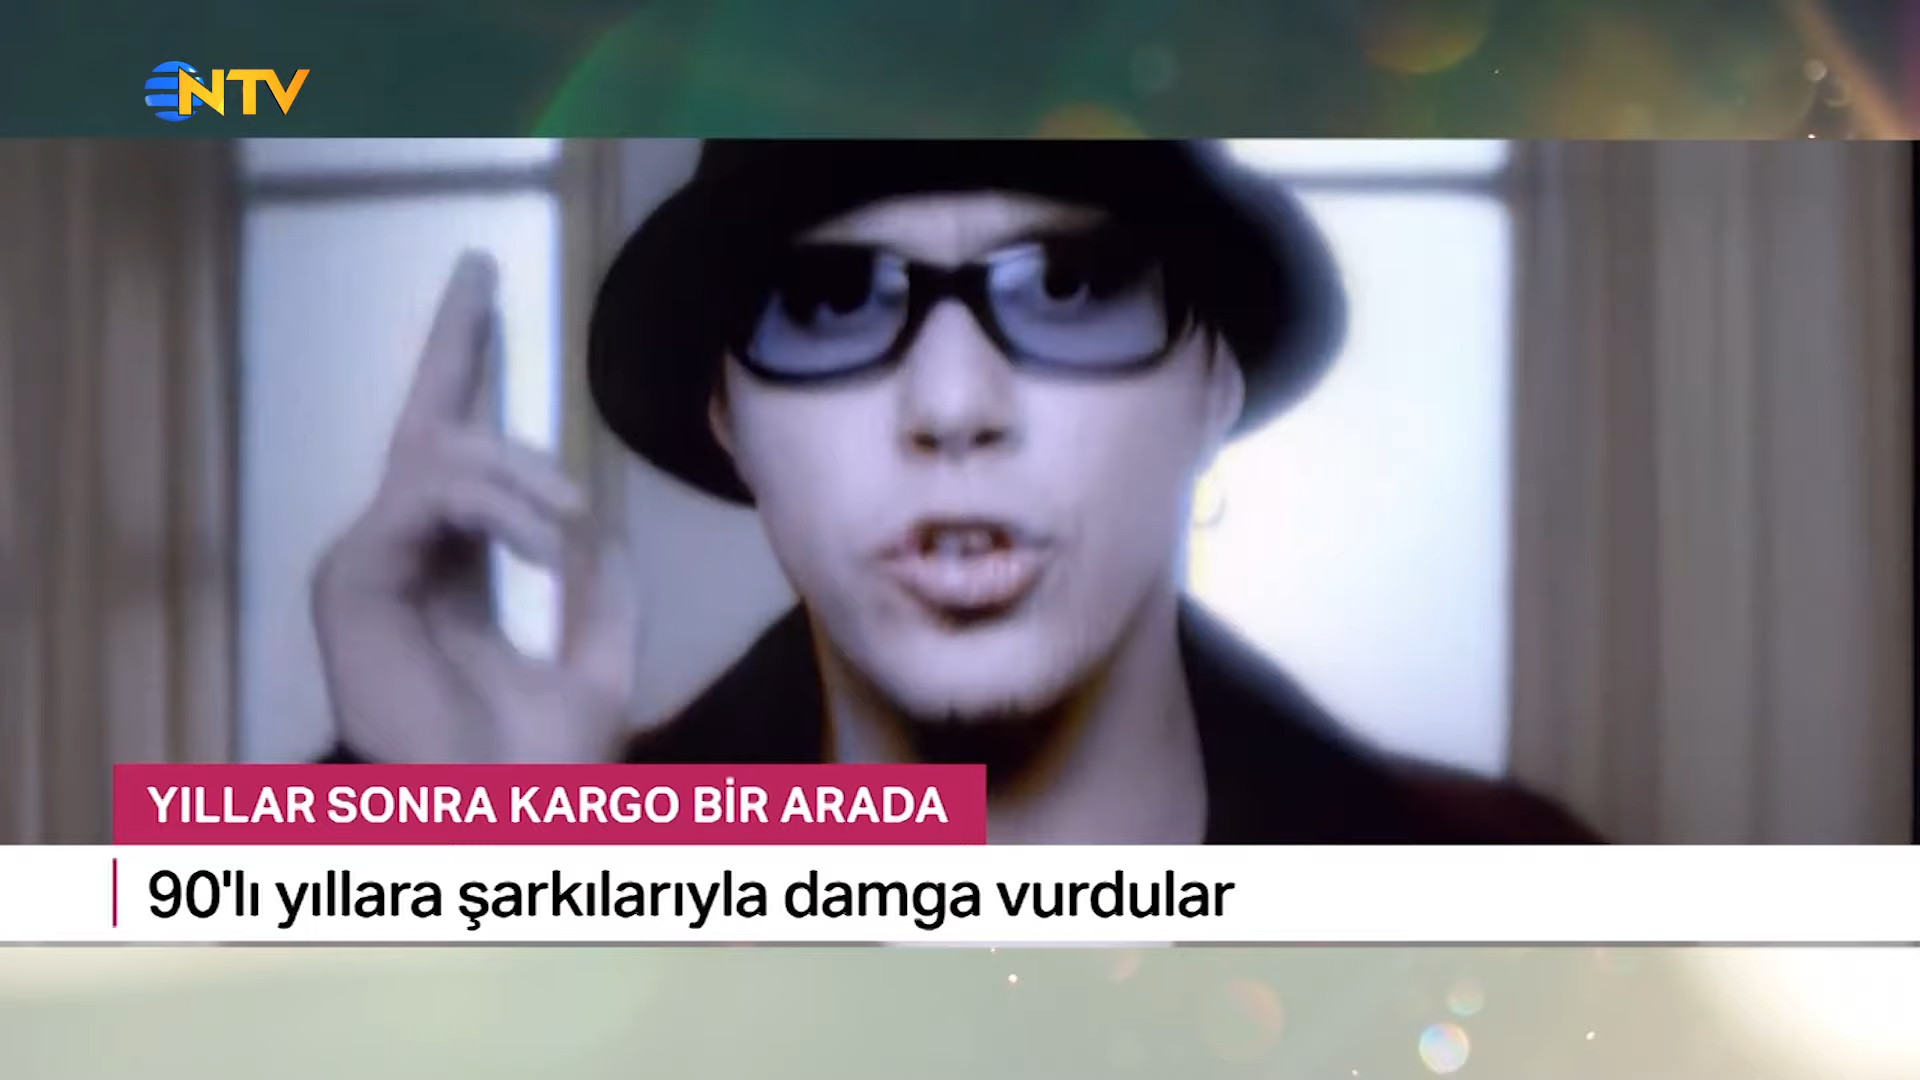 NTV
YILLAR SONRA KARGO BİR ARADA
90'lı yıllara şarkılarıyla damga vurdular